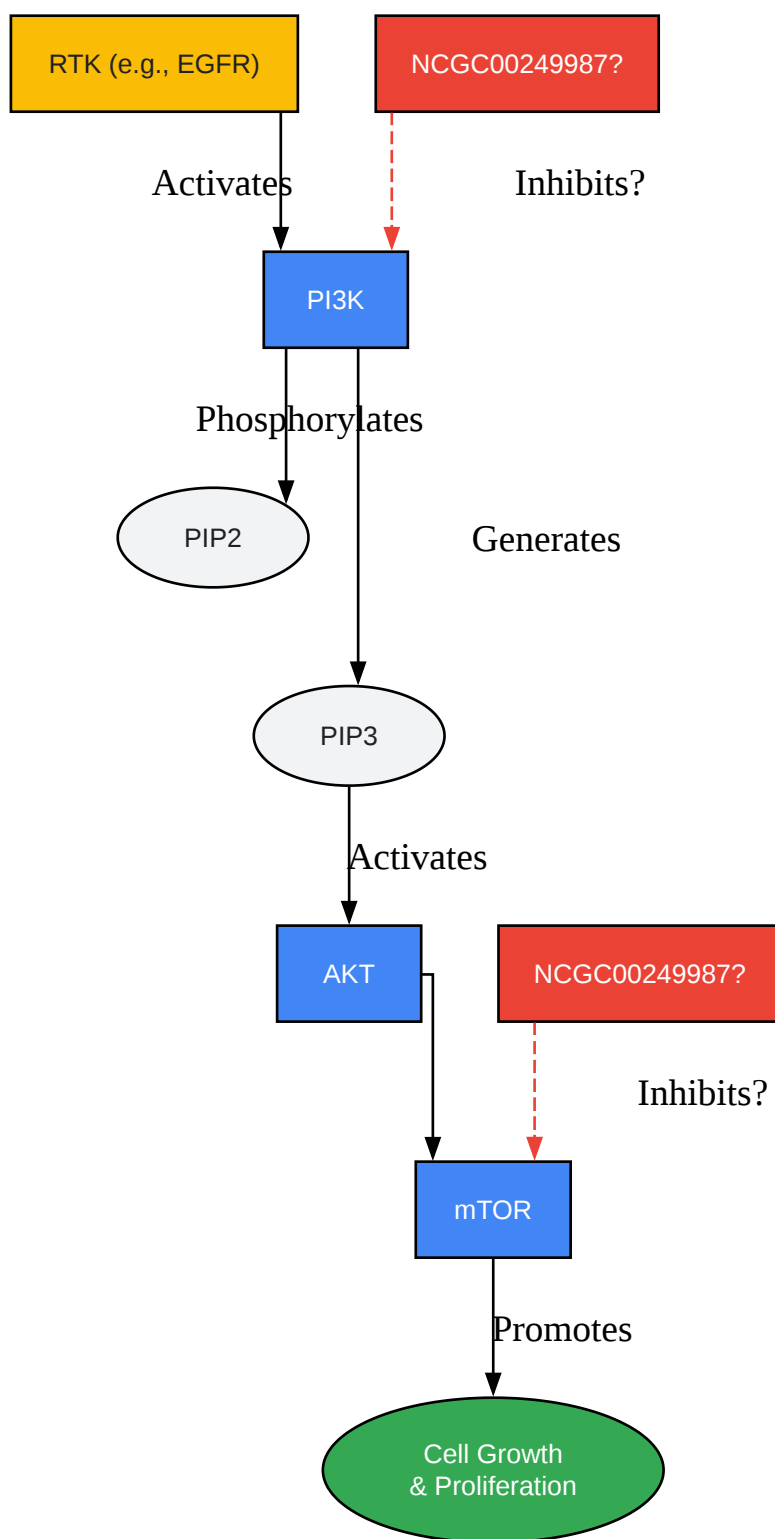 RTK (e.g., EGFR)
NCGC00249987?
Activates
Inhibits?
PI3K
Phosphorylates
PIP2
Generates
PIP3
Activates
AKT
NCGC00249987?
Inhibits?
mTOR
Promotes
Cell Growth
& Proliferation